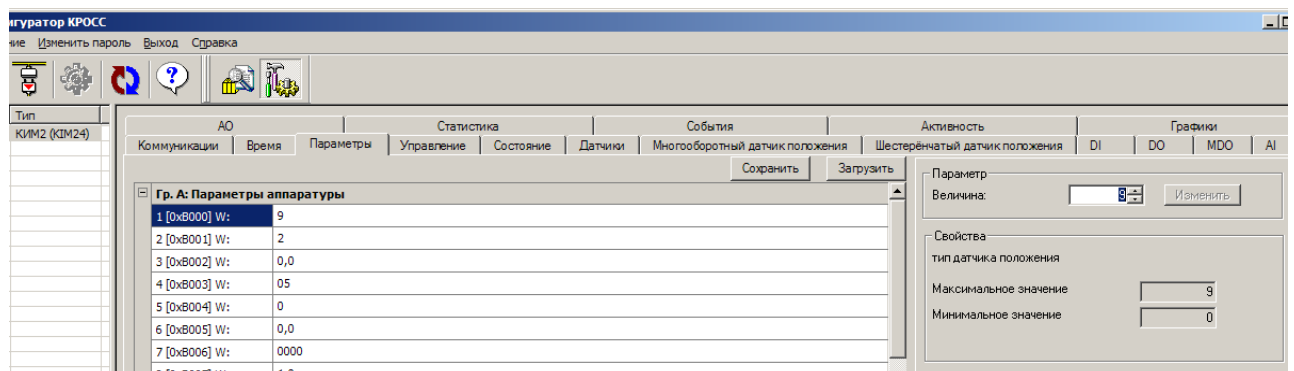 игуратор КРОСС
ние Изменить пароль Выход Справка
Тип
КИМ2 (KIM24)
АО Статистика События Активность Графики
Коммуникации Время Параметры Управление Состояние Датчики Многооборотный датчик положения Шестерёнчатый датчик положения DI DO MDO AI
Сохранить Загрузить
Гр. А: Параметры аппаратуры
1 [0xB000] W: 9
2 [0xB001] W: 2
3 [0xB002] W: 0,0
4 [0xB003] W: 05
5 [0xB004] W: 0
6 [0xB005] W: 0,0
7 [0xB006] W: 0000
Параметр
Величина: 9 Изменить
Свойства
тип датчика положения
Максимальное значение 9
Минимальное значение 0